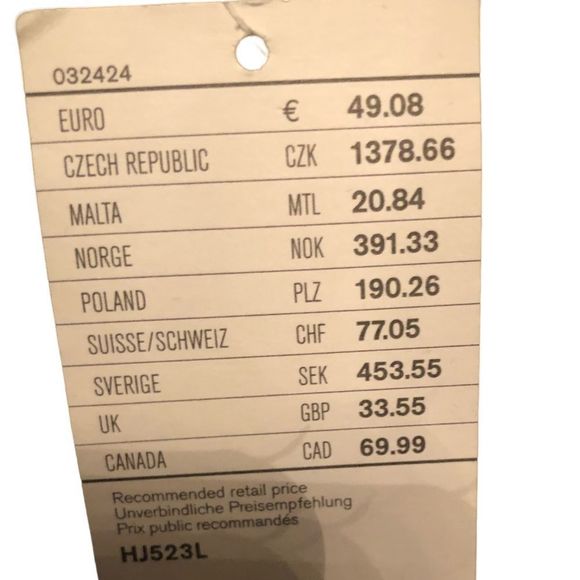 032424
EURO € 49.08
CZECH REPUBLIC CZK 1378.66
MALTA MTL 20.84
NORGE NOK 391.33
POLAND PLZ 190.26
SUISSE/SCHWEIZ CHF 77.05
SVERIGE SEK 453.55
UK GBP 33.55
CANADA CAD 69.99
Recommended retail price
Unverbindliche Preisempfehlung
Prix public recommandés
HJ523L